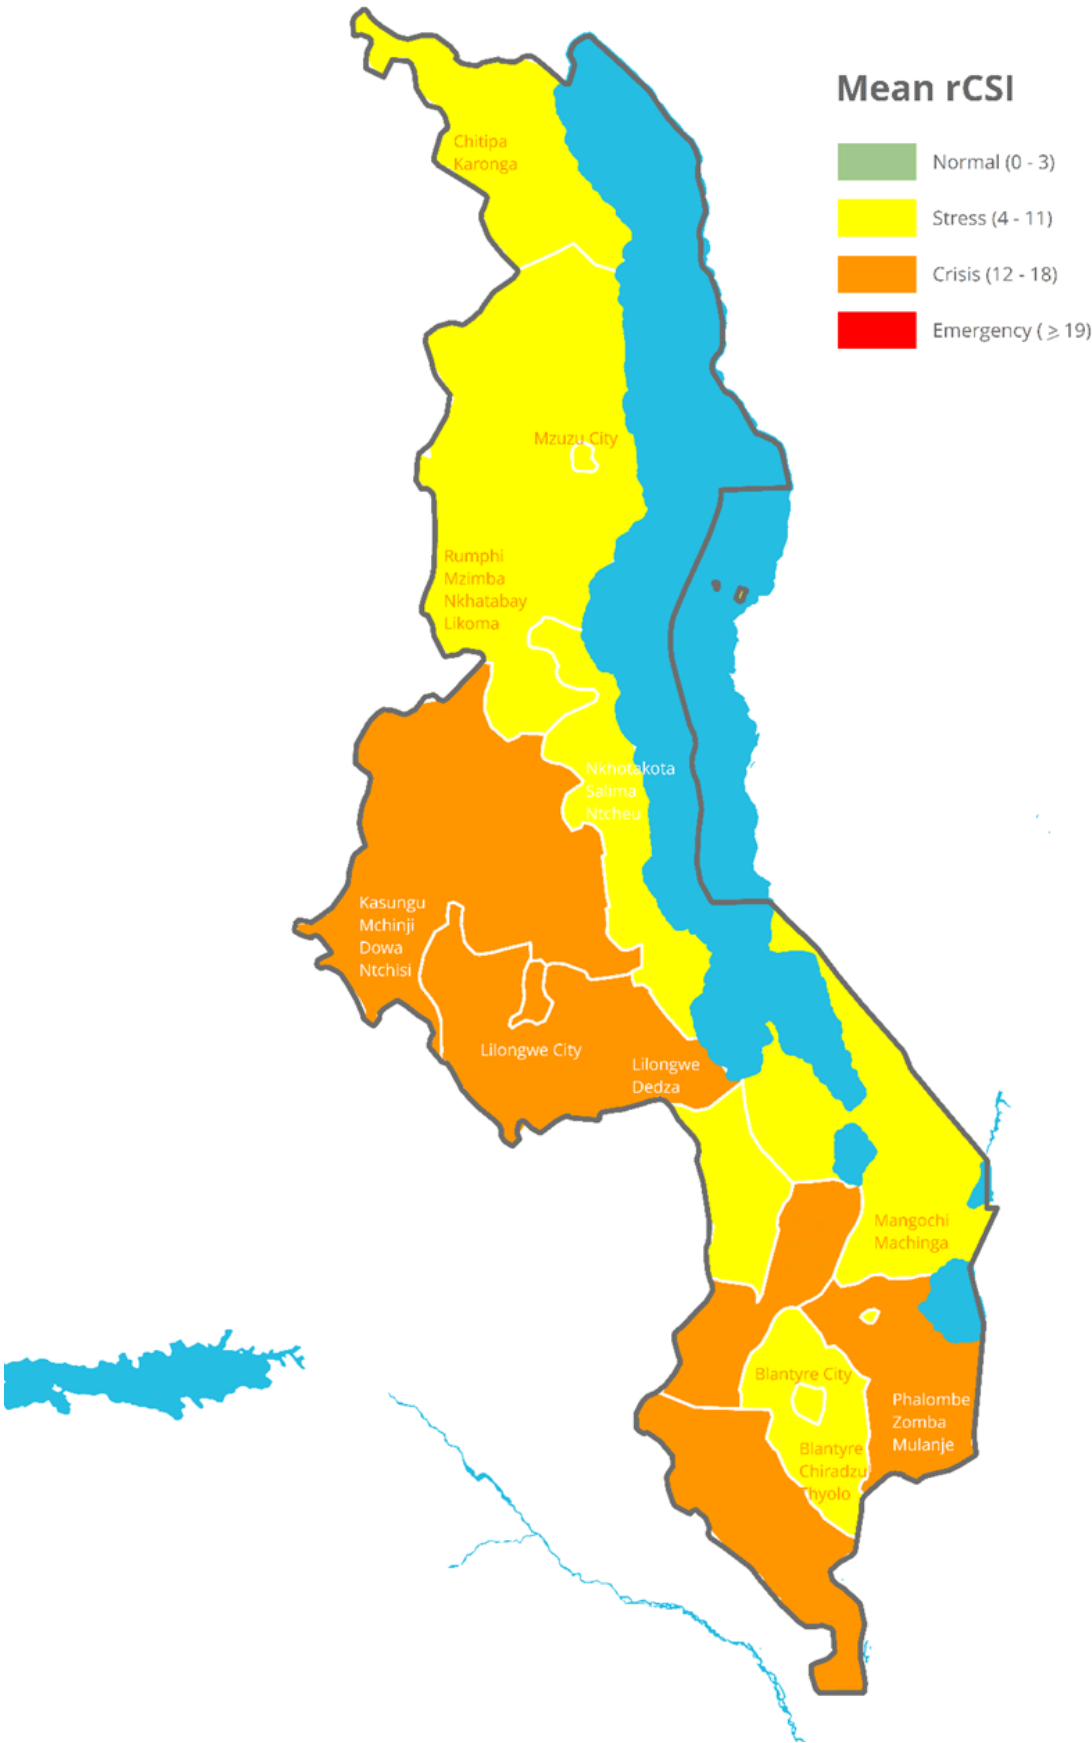 Mean rCSI
Normal (0 - 3)
Stress (4 - 11)
Crisis (12 - 18)
Emergency (⩾ 19)
Chitipa
Karonga
Mzuzu City
Rumphi
Mzimba
Nkhatabay
Likoma
Nkhotakota
Salima
Ntcheu
Kasungu
Mchinji
Dowa
Ntchisi
Lilongwe City
Lilongwe
Dedza
Mangochi
Machinga
Blantyre City
Phalombe
Zomba
Mulanje
Blantyre
Chiradzu
Thyolo